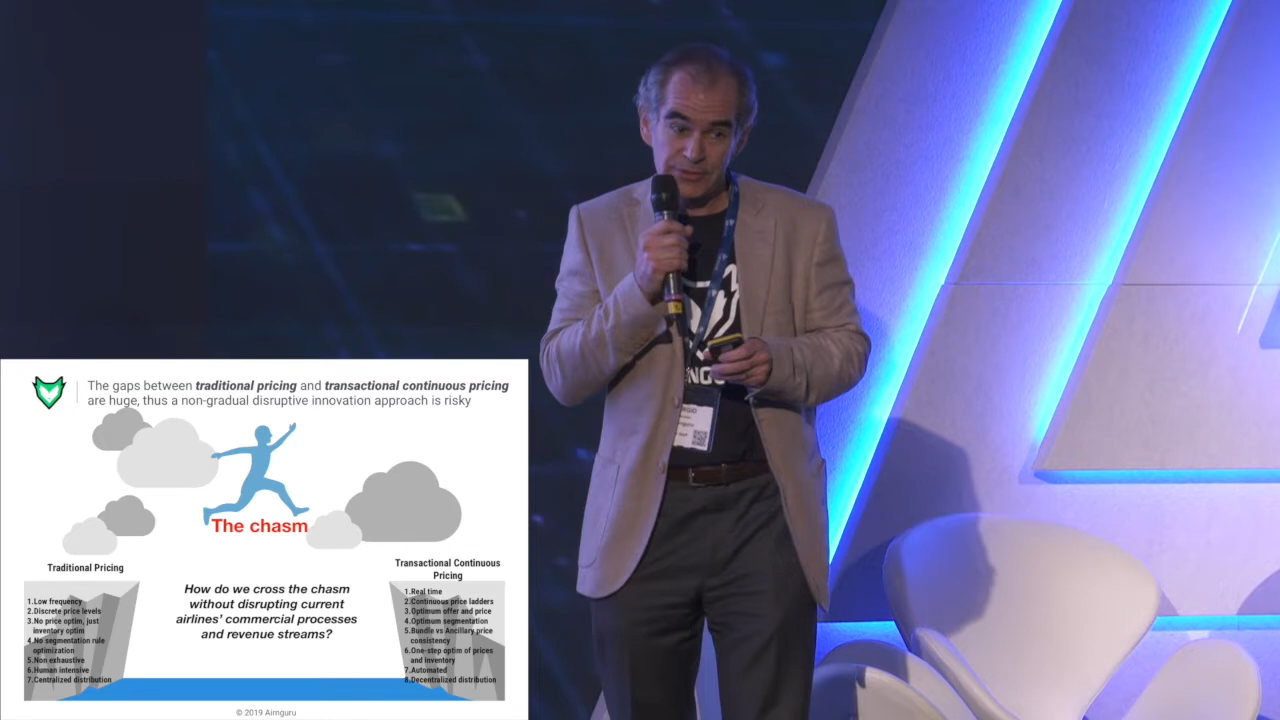 The gaps between traditional pricing and transactional continuous pricing
are huge, thus a non-gradual disruptive innovation approach is risky
The chasm
Traditional Pricing
1.Low frequency
2.Discrete price levels
3.No price optim, just
inventory optim
4.No segmentation rule
optimization
5.Non exhaustive
6.Human intensive
7.Centralized distribution
How do we cross the chasm
without disrupting current
airlines' commercial processes
and revenue streams?
Transactional Continuous
Pricing
1.Real time
2.Continuous price ladders
3.Optimum offer and price
4.Optimum segmentation
5.Bundle vs Ancillary price
consistency
6.One-step optim of prices
and inventory
7.Automated
8.Decentralized distribution
© 2019 Airnguru